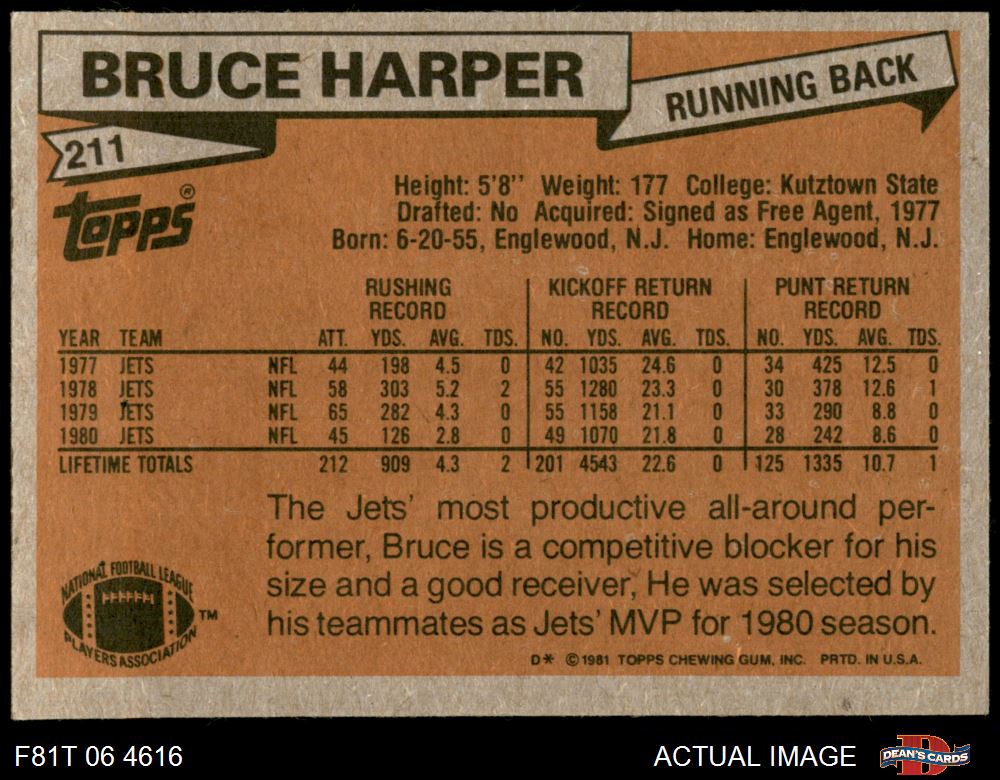 BRUCE HARPER
RUNNING BACK
211
TOPPS®
Height: 5'8'' Weight: 177 College: Kutztown State
Drafted: No Acquired: Signed as Free Agent, 1977
Born: 6-20-55, Englewood, N.J. Home: Englewood, N.J.
RUSHING RECORD KICKOFF RETURN RECORD PUNT RETURN RECORD
YEAR TEAM ATT. YDS. AVG. TDS. NO. YDS. AVG. TDS. NO. YDS. AVG. TDS.
1977 JETS NFL 44 198 4.5 0 42 1035 24.6 0 34 425 12.5 0
1978 JETS NFL 58 303 5.2 2 55 1280 23.3 0 30 378 12.6 1
1979 JETS NFL 65 282 4.3 0 55 1158 21.1 0 33 290 8.8 0
1980 JETS NFL 45 126 2.8 0 49 1070 21.8 0 28 242 8.6 0
LIFETIME TOTALS 212 909 4.3 2 201 4543 22.6 0 125 1335 10.7 1
The Jets' most productive all-around per-
former, Bruce is a competitive blocker for his
size and a good receiver, He was selected by
his teammates as Jets' MVP for 1980 season.
NATIONAL FOOTBALL LEAGUE
PLAYERS ASSOCIATION
TM
D* ©1981 TOPPS CHEWING GUM, INC. PRTD. IN U.S.A.
F81T 06 4616
ACTUAL IMAGE
D
DEAN'S CARDS